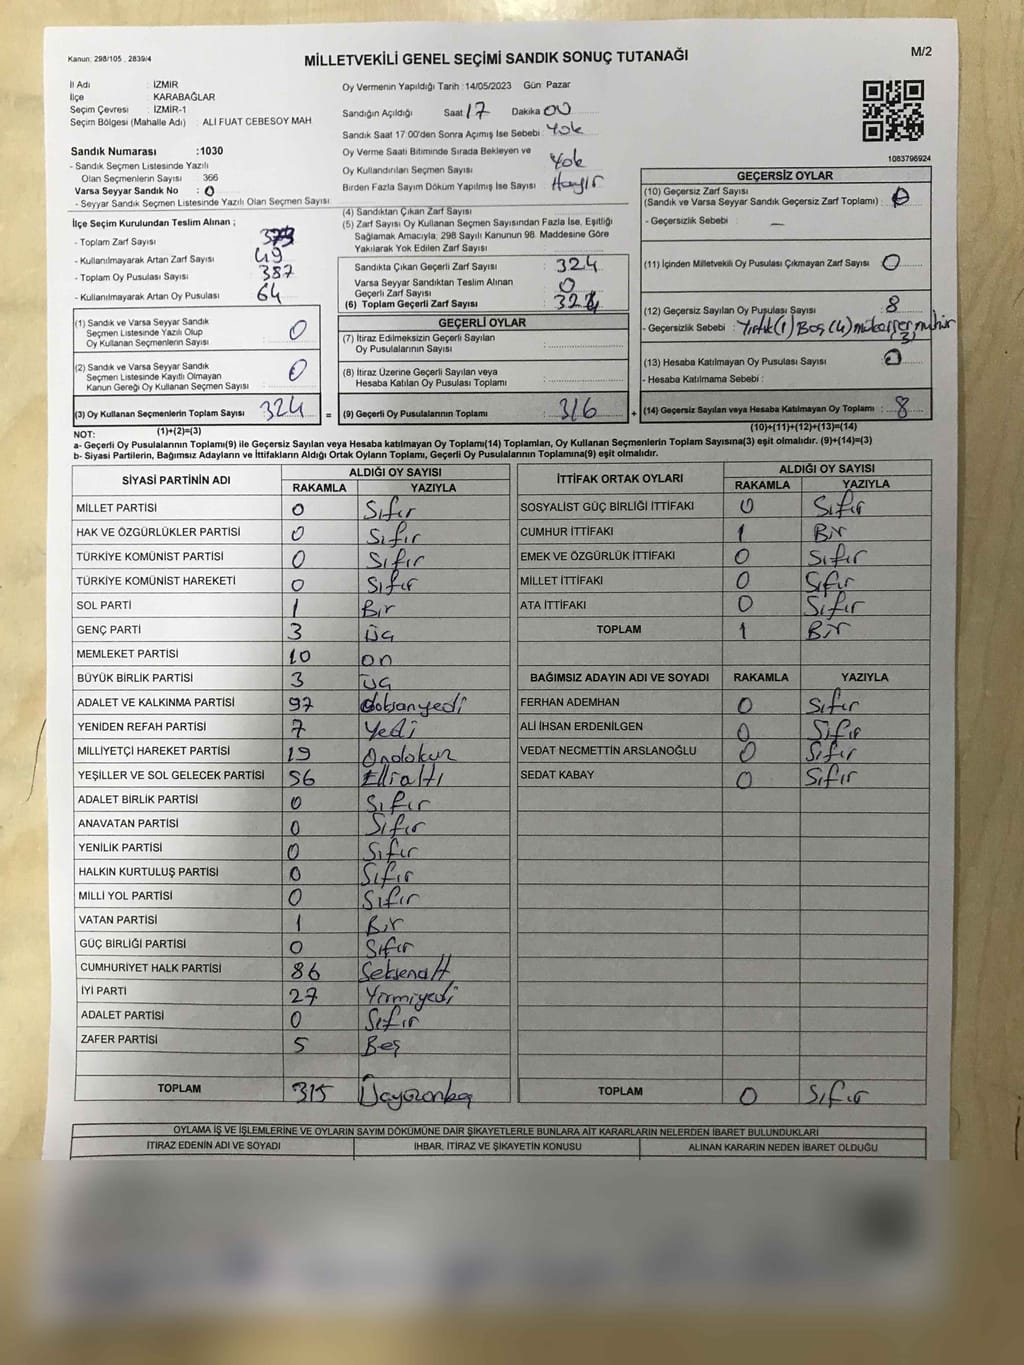 Kanun: 298/105 , 2839/4
MİLLETVEKİLİ GENEL SEÇİMİ SANDIK SONUÇ TUTANAĞI
M/2
İl Adı : İZMİR
İlçe : KARABAĞLAR
Seçim Çevresi : İZMİR-1
Seçim Bölgesi (Mahalle Adı) : ALİ FUAT CEBESOY MAH
Sandık Numarası :1030
- Sandık Seçmen Listesinde Yazılı
Olan Seçmenlerin Sayısı : 366
Varsa Seyyar Sandık No : 0
- Seyyar Sandık Seçmen Listesinde Yazılı Olan Seçmen Sayısı:
Oy Vermenin Yapıldığı Tarih : 14/05/2023 Gün: Pazar
Sandığın Açıldığı Saat 17 Dakika 00
Sandık Saat 17:00'den Sonra Açılmış İse Sebebi : Yok
Oy Verme Saati Bitiminde Sırada Bekleyen ve
Oy Kullandırılan Seçmen Sayısı : Yok
Birden Fazla Sayım Döküm Yapılmış İse Sayısı : Hayır
1083796924
İlçe Seçim Kurulundan Teslim Alınan ;
- Toplam Zarf Sayısı :
- Kullanılmayarak Artan Zarf Sayısı : 49
- Toplam Oy Pusulası Sayısı : 387
- Kullanılmayarak Artan Oy Pusulası : 64
(1) Sandık ve Varsa Seyyar Sandık
Seçmen Listesinde Yazılı Olup
Oy Kullanan Seçmenlerin Sayısı : 0
(2) Sandık ve Varsa Seyyar Sandık
Seçmen Listesinde Kayıtlı Olmayan
Kanun Gereği Oy Kullanan Seçmen Sayısı : 0
(3) Oy Kullanan Seçmenlerin Toplam Sayısı : 324
(1)+(2)=(3)
(4) Sandıktan Çıkan Zarf Sayısı :
(5) Zarf Sayısı Oy Kullanan Seçmen Sayısından Fazla İse, Eşitliği
Sağlamak Amacıyla, 298 Sayılı Kanunun 98. Maddesine Göre
Yakılarak Yok Edilen Zarf Sayısı :
Sandıkta Çıkan Geçerli Zarf Sayısı : 324
Varsa Seyyar Sandıktan Teslim Alınan
Geçerli Zarf Sayısı : 0
(6) Toplam Geçerli Zarf Sayısı : 324
GEÇERLİ OYLAR
(7) İtiraz Edilmeksizin Geçerli Sayılan
Oy Pusulalarının Sayısı :
(8) İtiraz Üzerine Geçerli Sayılan veya
Hesaba Katılan Oy Pusulası Toplamı :
= (9) Geçerli Oy Pusulalarının Toplamı : 316
GEÇERSİZ OYLAR
(10) Geçersiz Zarf Sayısı
(Sandık ve Varsa Seyyar Sandık Geçersiz Zarf Toplamı) : 0
- Geçersizlik Sebebi : —
(11) İçinden Milletvekili Oy Pusulası Çıkmayan Zarf Sayısı : 0
(12) Geçersiz Sayılan Oy Pusulası Sayısı : 8
- Geçersizlik Sebebi : Yırtık(1) Boş(4) mükerrer mühür
(3)
(13) Hesaba Katılmayan Oy Pusulası Sayısı : 0
- Hesaba Katılmama Sebebi :
+ (14) Geçersiz Sayılan veya Hesaba Katılmayan Oy Toplamı : 8
(10)+(11)+(12)+(13)=(14)
NOT:
a- Geçerli Oy Pusulalarının Toplamı(9) ile Geçersiz Sayılan veya Hesaba katılmayan Oy Toplamı(14) Toplamları, Oy Kullanan Seçmenlerin Toplam Sayısına(3) eşit olmalıdır. (9)+(14)=(3)
b- Siyasi Partilerin, Bağımsız Adayların ve İttifakların Aldığı Ortak Oyların Toplamı, Geçerli Oy Pusulalarının Toplamına(9) eşit olmalıdır.
SİYASİ PARTİNİN ADI ALDIĞI OY SAYISI
RAKAMLA YAZIYLA
MİLLET PARTİSİ 0 Sıfır
HAK VE ÖZGÜRLÜKLER PARTİSİ 0 Sıfır
TÜRKİYE KOMÜNİST PARTİSİ 0 Sıfır
TÜRKİYE KOMÜNİST HAREKETİ 0 Sıfır
SOL PARTİ 1 Bir
GENÇ PARTİ 3 Üç
MEMLEKET PARTİSİ 10 on
BÜYÜK BİRLİK PARTİSİ 3 Üç
ADALET VE KALKINMA PARTİSİ 97 doksanyedi
YENİDEN REFAH PARTİSİ 7 Yedi
MİLLİYETÇİ HAREKET PARTİSİ 19 Ondokuz
YEŞİLLER VE SOL GELECEK PARTİSİ 56 Elli altı
ADALET BİRLİK PARTİSİ 0 Sıfır
ANAVATAN PARTİSİ 0 Sıfır
YENİLİK PARTİSİ 0 Sıfır
HALKIN KURTULUŞ PARTİSİ 0 Sıfır
MİLLİ YOL PARTİSİ 0 Sıfır
VATAN PARTİSİ 1 Bir
GÜÇ BİRLİĞİ PARTİSİ 0 Sıfır
CUMHURİYET HALK PARTİSİ 86 Seksenaltı
İYİ PARTİ 27 Yirmiyedi
ADALET PARTİSİ 0 Sıfır
ZAFER PARTİSİ 5 Beş
TOPLAM 315 Üçyüzonbeş
İTTİFAK ORTAK OYLARI ALDIĞI OY SAYISI
RAKAMLA YAZIYLA
SOSYALİST GÜÇ BİRLİĞİ İTTİFAKI 0 Sıfır
CUMHUR İTTİFAKI 1 Bir
EMEK VE ÖZGÜRLÜK İTTİFAKI 0 Sıfır
MİLLET İTTİFAKI 0 Sıfır
ATA İTTİFAKI 0 Sıfır
TOPLAM 1 Bir
BAĞIMSIZ ADAYIN ADI VE SOYADI RAKAMLA YAZIYLA
FERHAN ADEMHAN 0 Sıfır
ALİ İHSAN ERDENİLGEN 0 Sıfır
VEDAT NECMETTİN ARSLANOĞLU 0 Sıfır
SEDAT KABAY 0 Sıfır
TOPLAM 0 Sıfır
OYLAMA İŞ VE İŞLEMLERİNE VE OYLARIN SAYIM DÖKÜMÜNE DAİR ŞİKAYETLERLE BUNLARA AİT KARARLARIN NELERDEN İBARET BULUNDUKLARI
İTİRAZ EDENİN ADI VE SOYADI İHBAR, İTİRAZ VE ŞİKAYETİN KONUSU ALINAN KARARIN NEDEN İBARET OLDUĞU